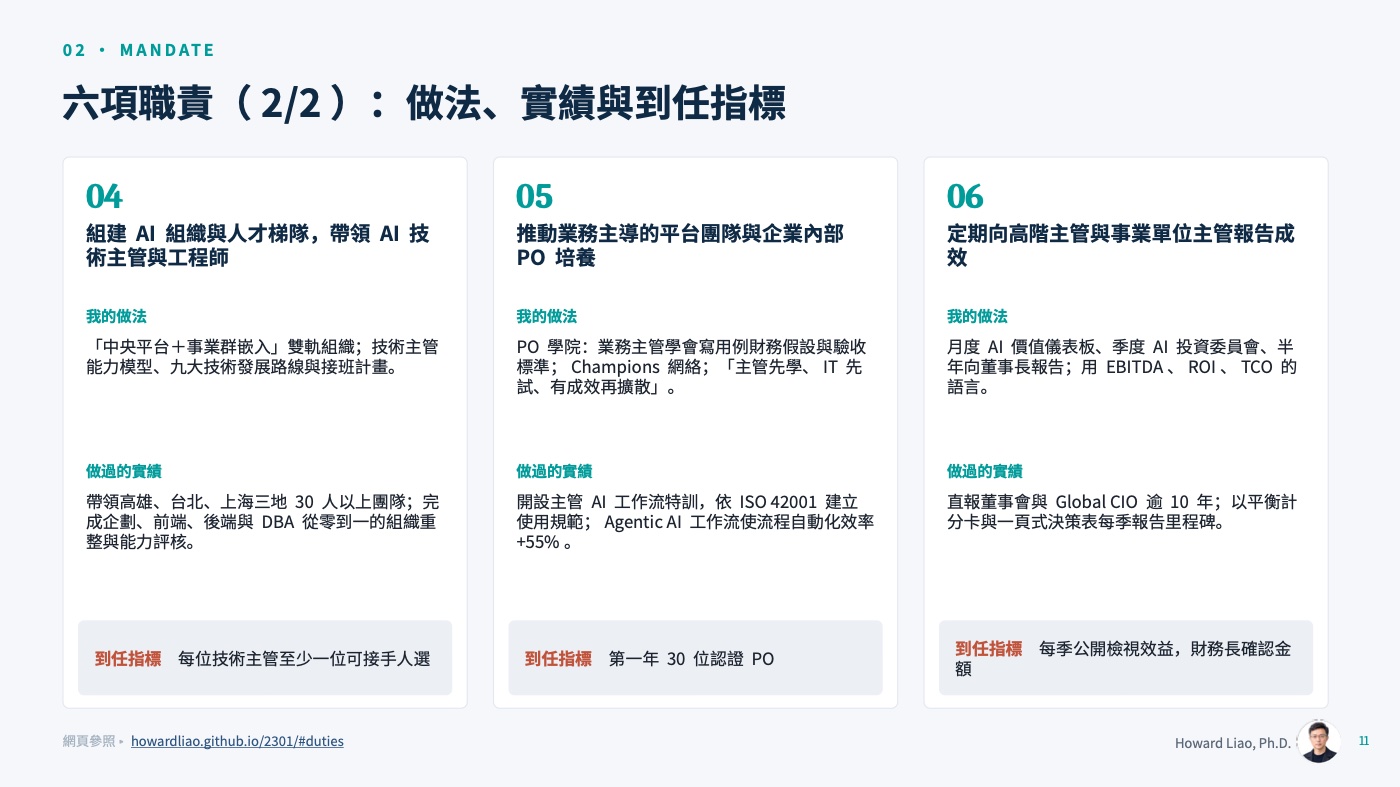 02 • MANDATE
六項職責（2/2）：做法、實績與到任指標
04
組建 AI 組織與人才梯隊，帶領 AI 技
術主管與工程師
我的做法
「中央平台＋事業群嵌入」雙軌組織；技術主管
能力模型、九大技術發展路線與接班計畫。
做過的實績
帶領高雄、台北、上海三地 30 人以上團隊；完
成企劃、前端、後端與 DBA 從零到一的組織重
整與能力評核。
到任指標 每位技術主管至少一位可接手人選
05
推動業務主導的平台團隊與企業內部
PO 培養
我的做法
PO 學院：業務主管學會寫用例財務假設與驗收
標準； Champions 網絡；「主管先學、 IT 先
試、有成效再擴散」。
做過的實績
開設主管 AI 工作流特訓，依 ISO 42001 建立
使用規範； Agentic AI 工作流使流程自動化效率
+55% 。
到任指標 第一年 30 位認證 PO
06
定期向高階主管與事業單位主管報告成
效
我的做法
月度 AI 價值儀表板、季度 AI 投資委員會、半
年向董事長報告；用 EBITDA 、 ROI 、 TCO 的
語言。
做過的實績
直報董事會與 Global CIO 逾 10 年；以平衡計
分卡與一頁式決策表每季報告里程碑。
到任指標 每季公開檢視效益，財務長確認金
額
網頁參照 ▸ howardliao.github.io/2301/#duties
Howard Liao, Ph.D.
11